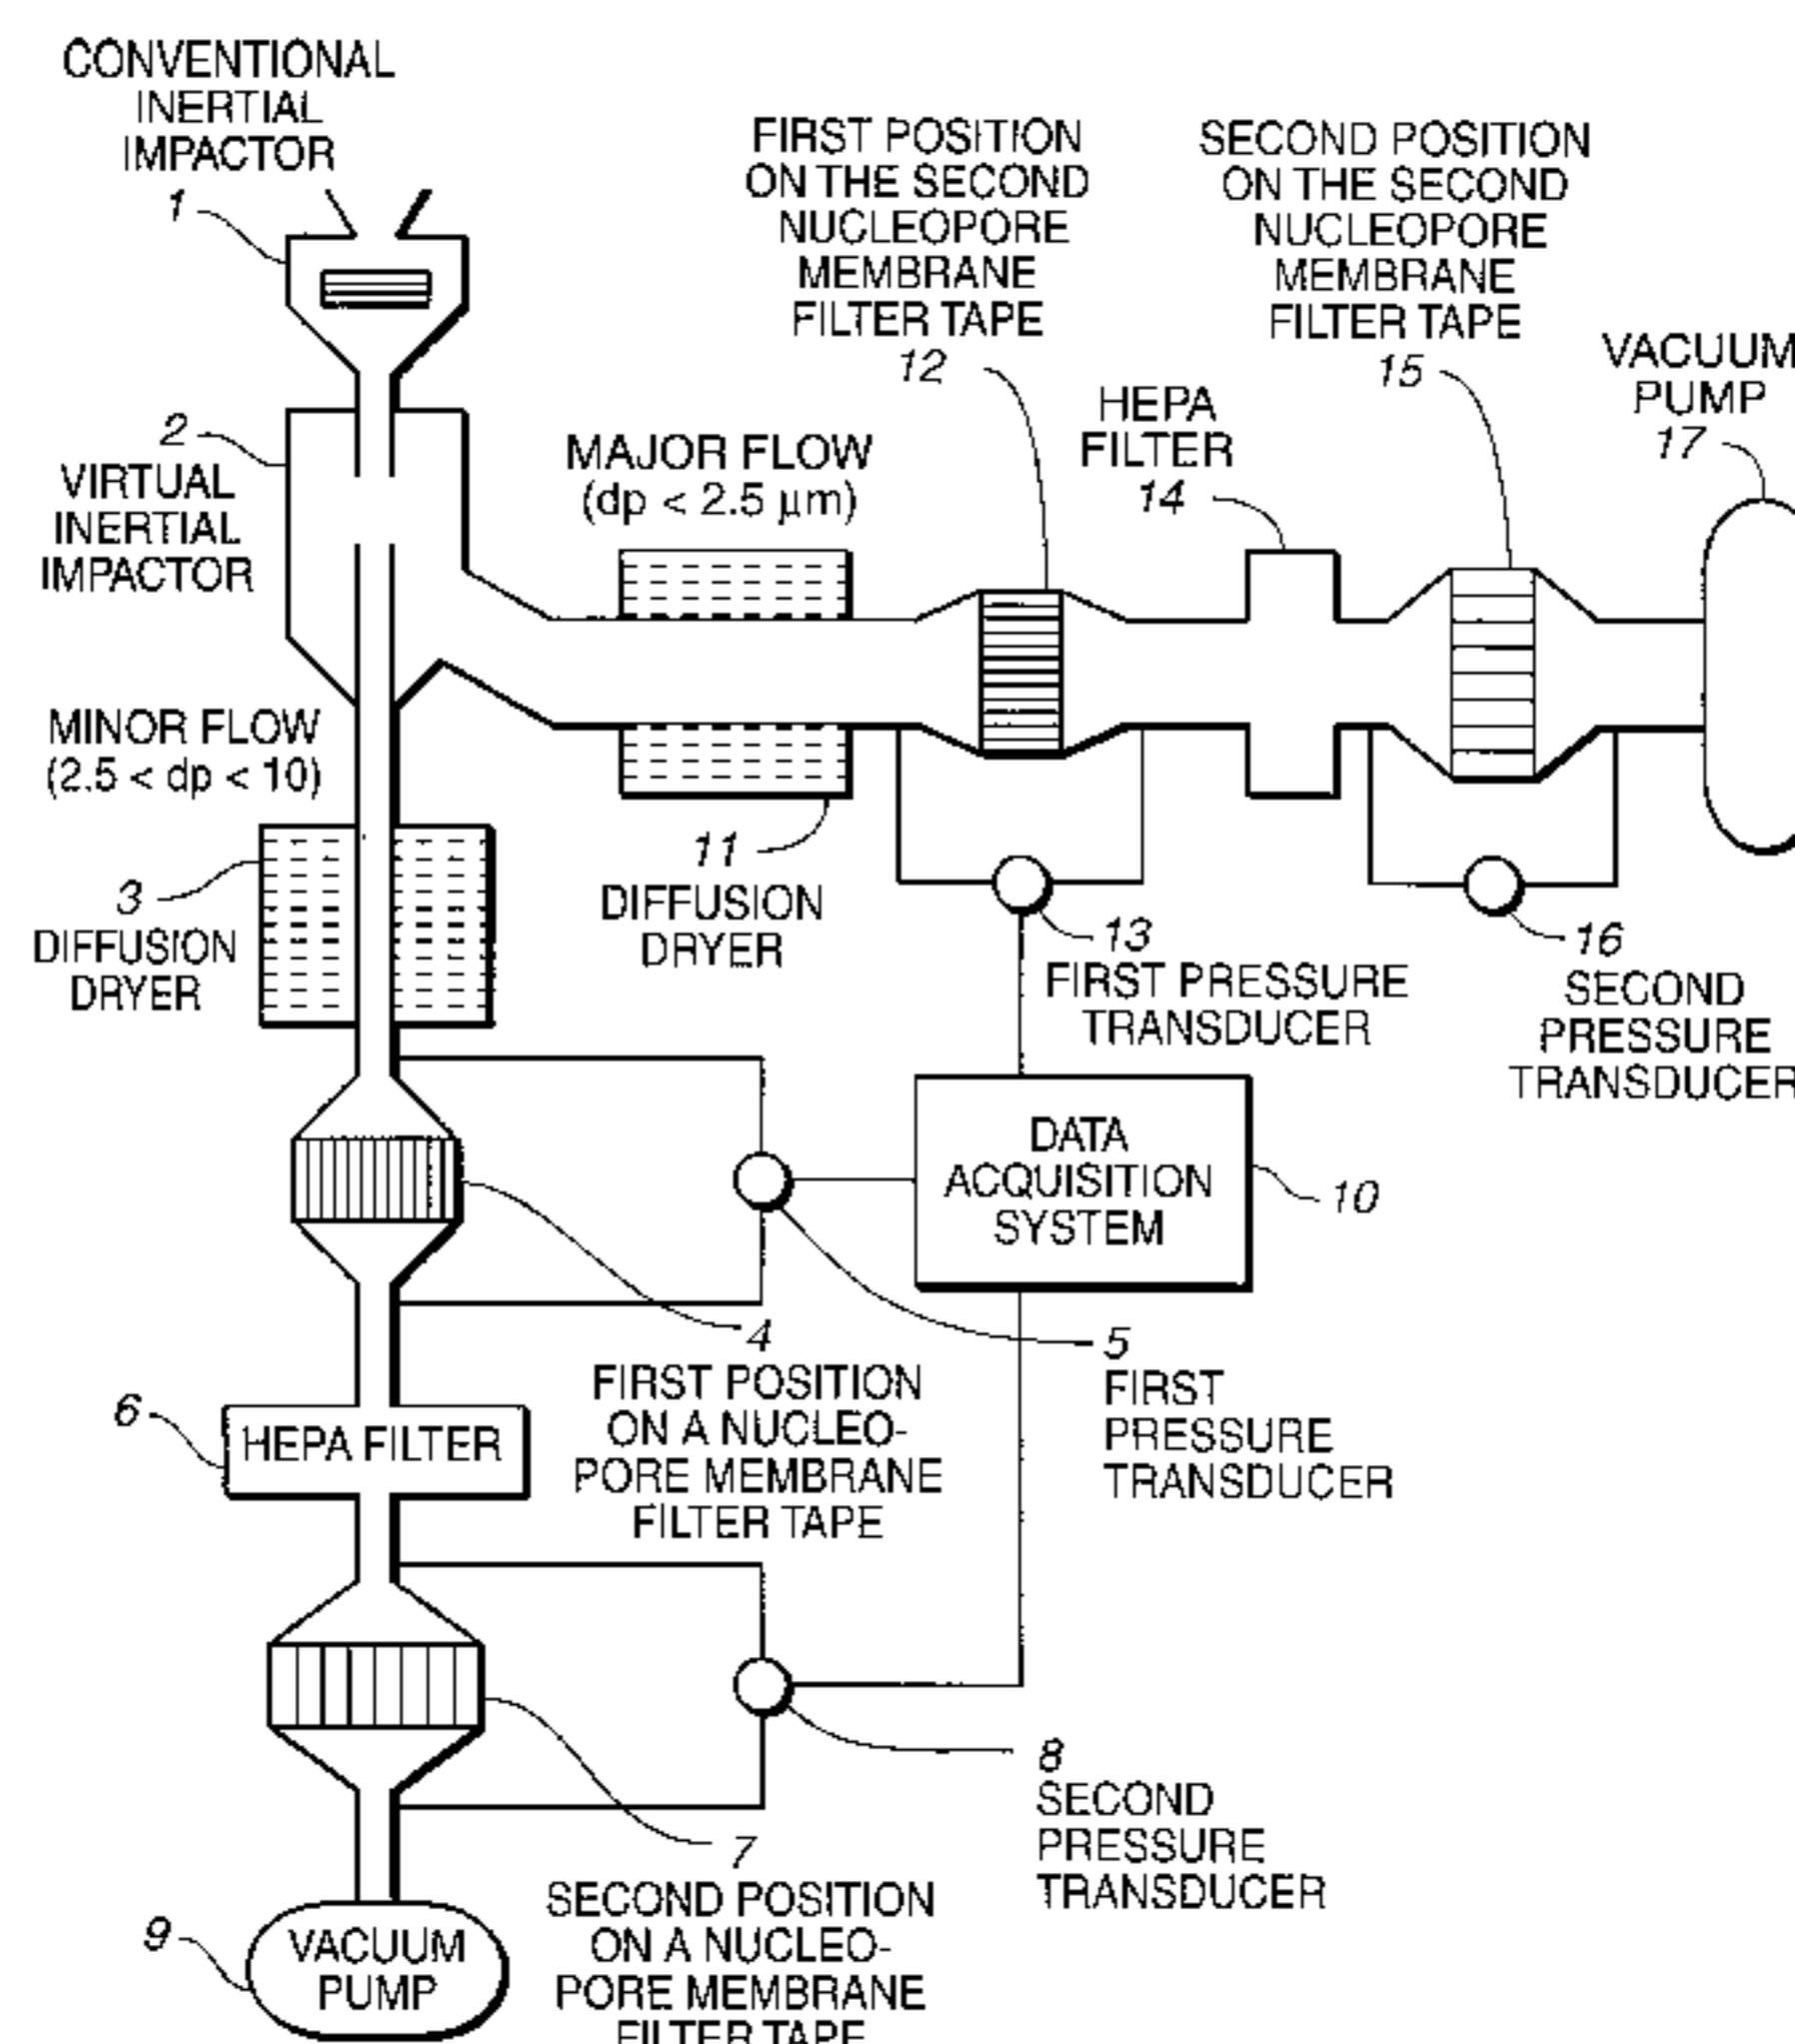 CONVENTIONAL
INERTIAL
IMPACTOR
1
2
VIRTUAL
INERTIAL
IMPACTOR
MINOR FLOW
(2.5 < dp < 10)
3
DIFFUSION
DRYER
MAJOR FLOW
(dp < 2.5 μm)
11
DIFFUSION
DRYER
FIRST POSITION
ON THE SECOND
NUCLEOPORE
MEMBRANE
FILTER TAPE
12
HEPA
FILTER
14
SECOND POSITION
ON THE SECOND
NUCLEOPORE
MEMBRANE
FILTER TAPE
15
VACUUM
PUMP
17
13
FIRST PRESSURE
TRANSDUCER
16
SECOND
PRESSURE
TRANSDUCER
DATA
ACQUISITION
SYSTEM
10
4
FIRST POSITION
ON A NUCLEO-
PORE MEMBRANE
FILTER TAPE
5
FIRST
PRESSURE
TRANSDUCER
6
HEPA FILTER
7
SECOND POSITION
ON A NUCLEO-
PORE MEMBRANE
FILTER TAPE
8
SECOND
PRESSURE
TRANSDUCER
9
VACUUM
PUMP